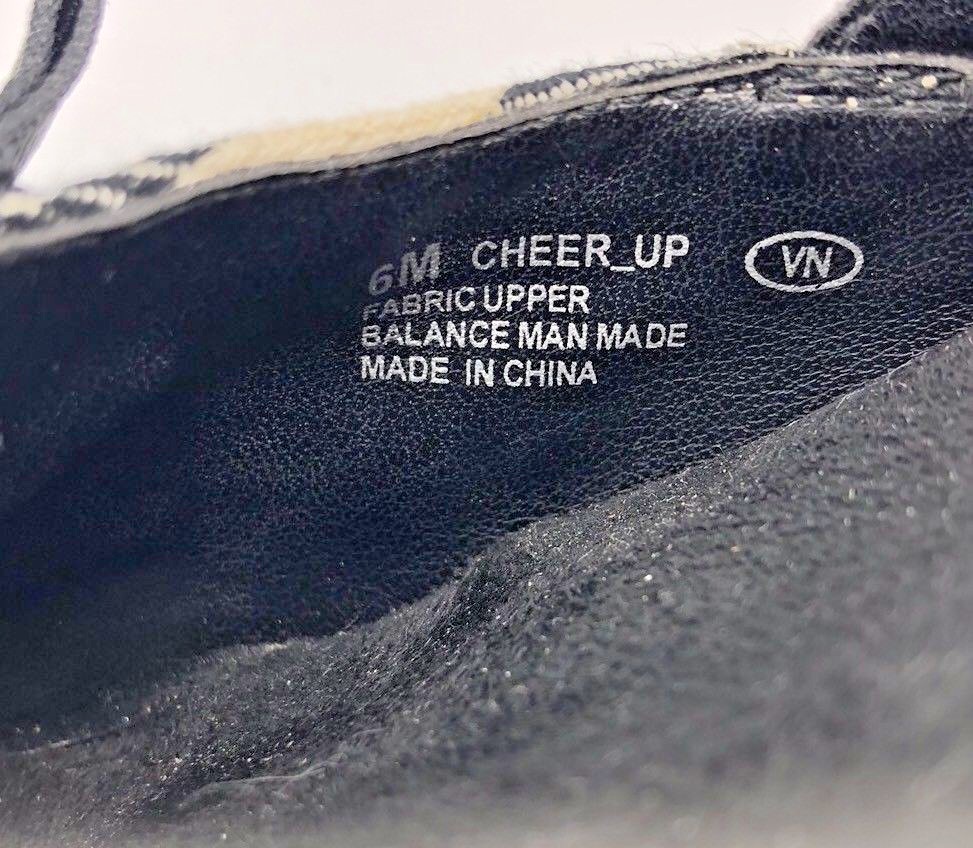 6M CHEER_UP VN
FABRIC UPPER
BALANCE MAN MADE
MADE IN CHINA